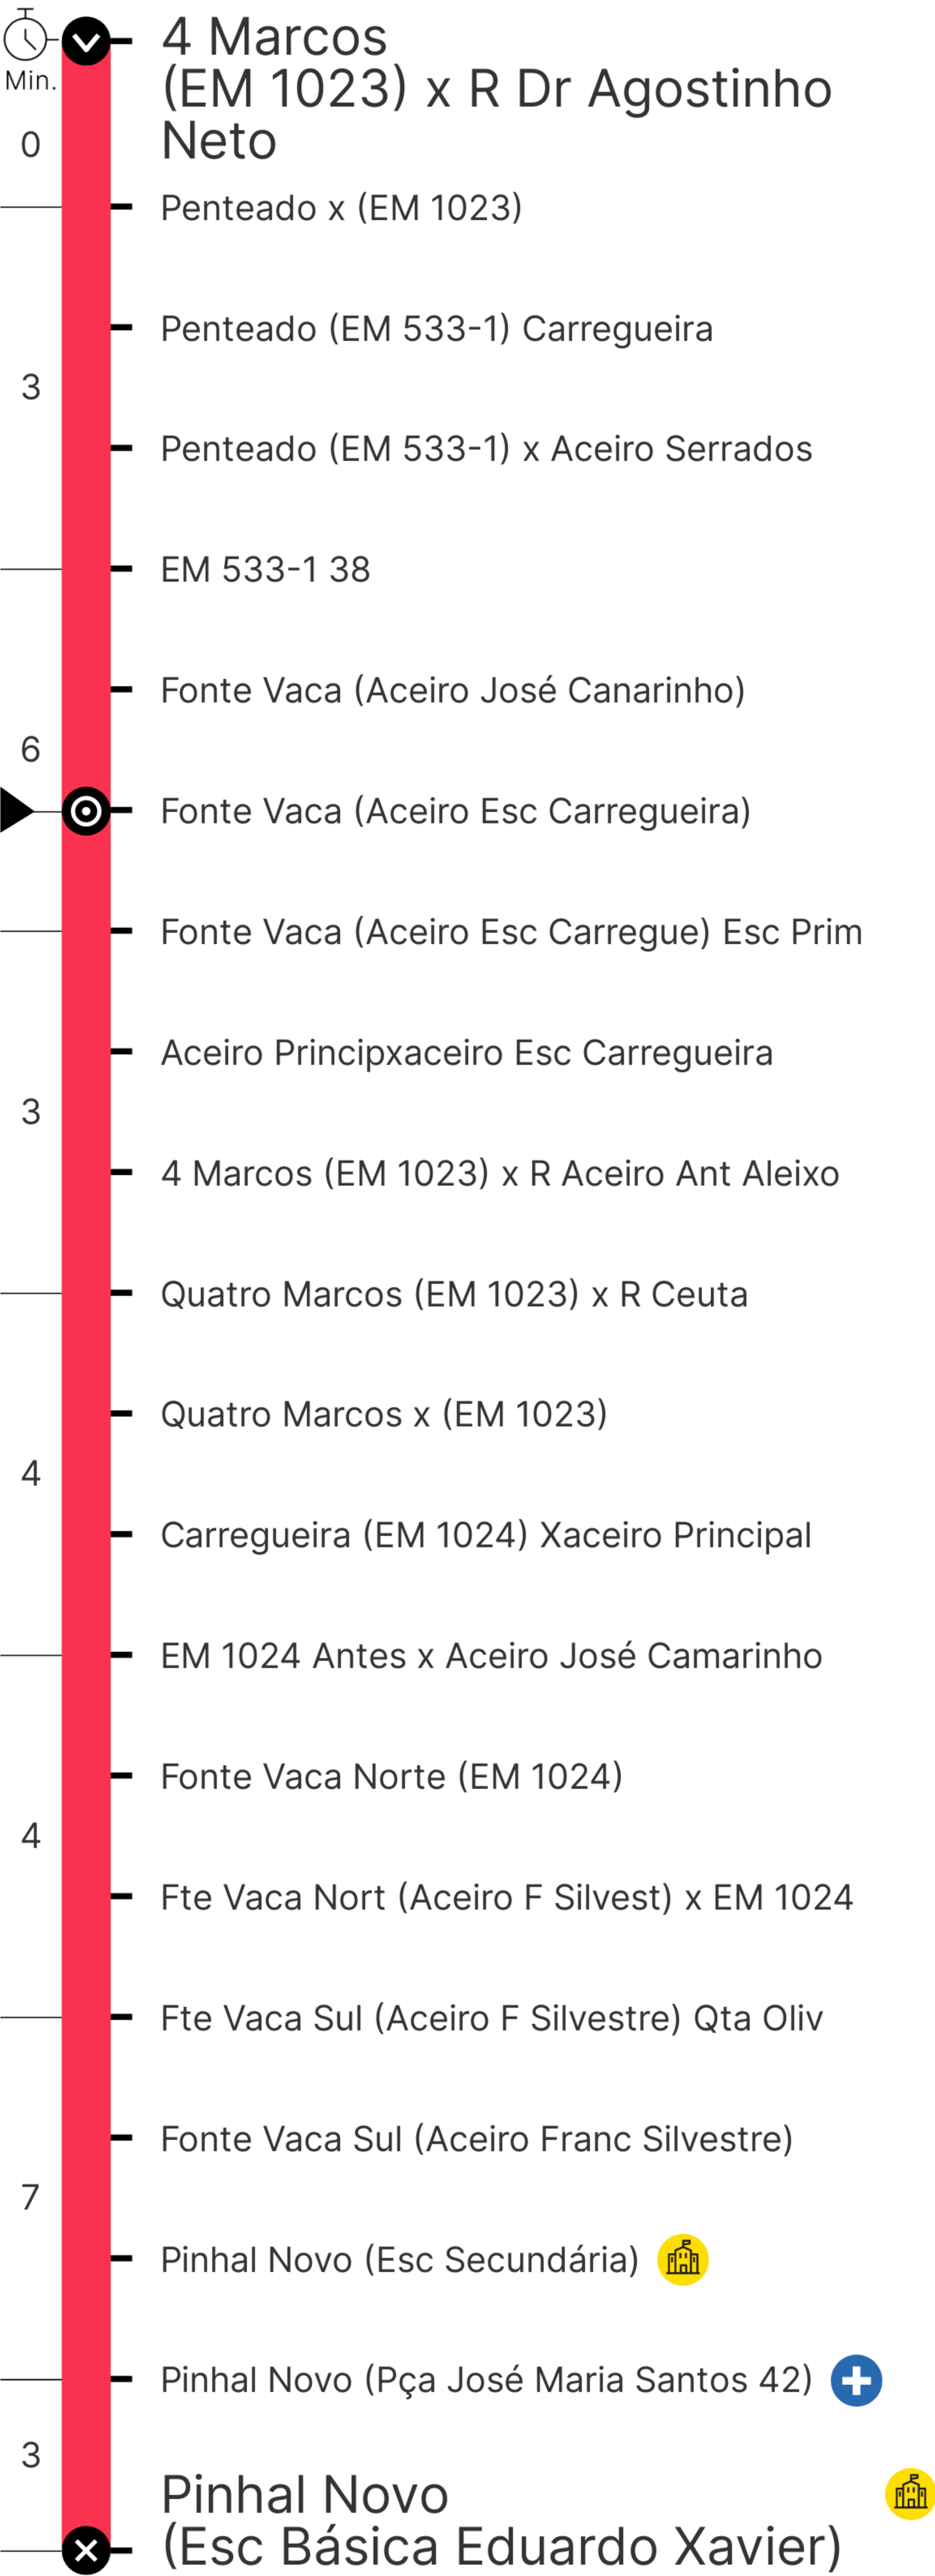 Min.
4 Marcos
(EM 1023) x R Dr Agostinho
Neto
0
Penteado x (EM 1023)
Penteado (EM 533-1) Carregueira
3
Penteado (EM 533-1) x Aceiro Serrados
EM 533-1 38
Fonte Vaca (Aceiro José Canarinho)
6
Fonte Vaca (Aceiro Esc Carregueira)
Fonte Vaca (Aceiro Esc Carregue) Esc Prim
Aceiro Principxaceiro Esc Carregueira
3
4 Marcos (EM 1023) x R Aceiro Ant Aleixo
Quatro Marcos (EM 1023) x R Ceuta
Quatro Marcos x (EM 1023)
4
Carregueira (EM 1024) Xaceiro Principal
EM 1024 Antes x Aceiro José Camarinho
Fonte Vaca Norte (EM 1024)
4
Fte Vaca Nort (Aceiro F Silvest) x EM 1024
Fte Vaca Sul (Aceiro F Silvestre) Qta Oliv
Fonte Vaca Sul (Aceiro Franc Silvestre)
7
Pinhal Novo (Esc Secundária)
Pinhal Novo (Pça José Maria Santos 42)
3
Pinhal Novo
(Esc Básica Eduardo Xavier)